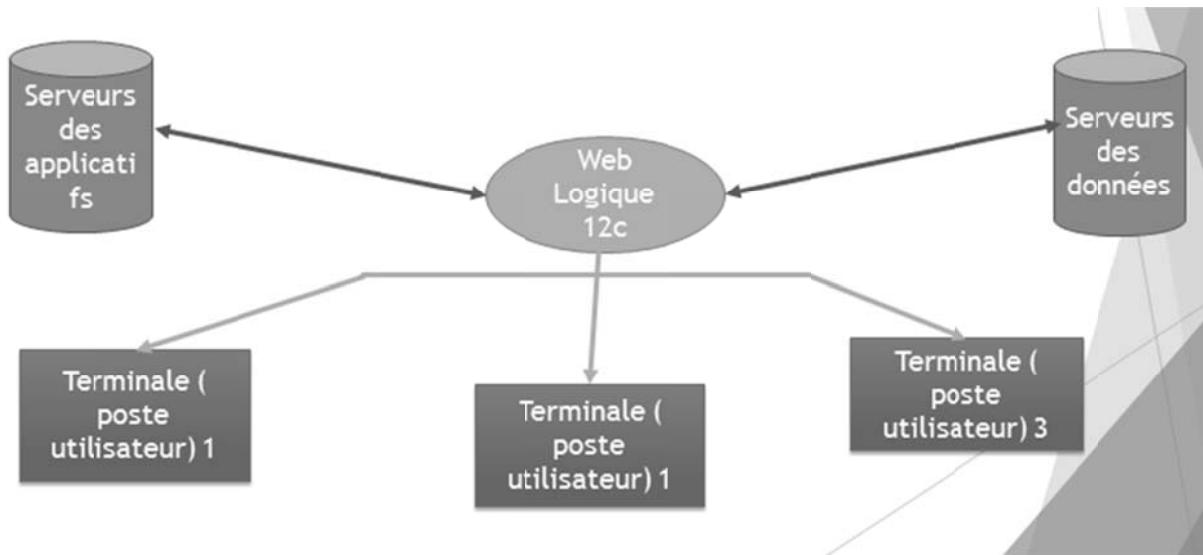 Serveurs
des
applicati
fs
Web
Logique
12c
Serveurs
des
données
Terminale (
poste
utilisateur) 1
Terminale (
poste
utilisateur) 1
Terminale (
poste
utilisateur) 3